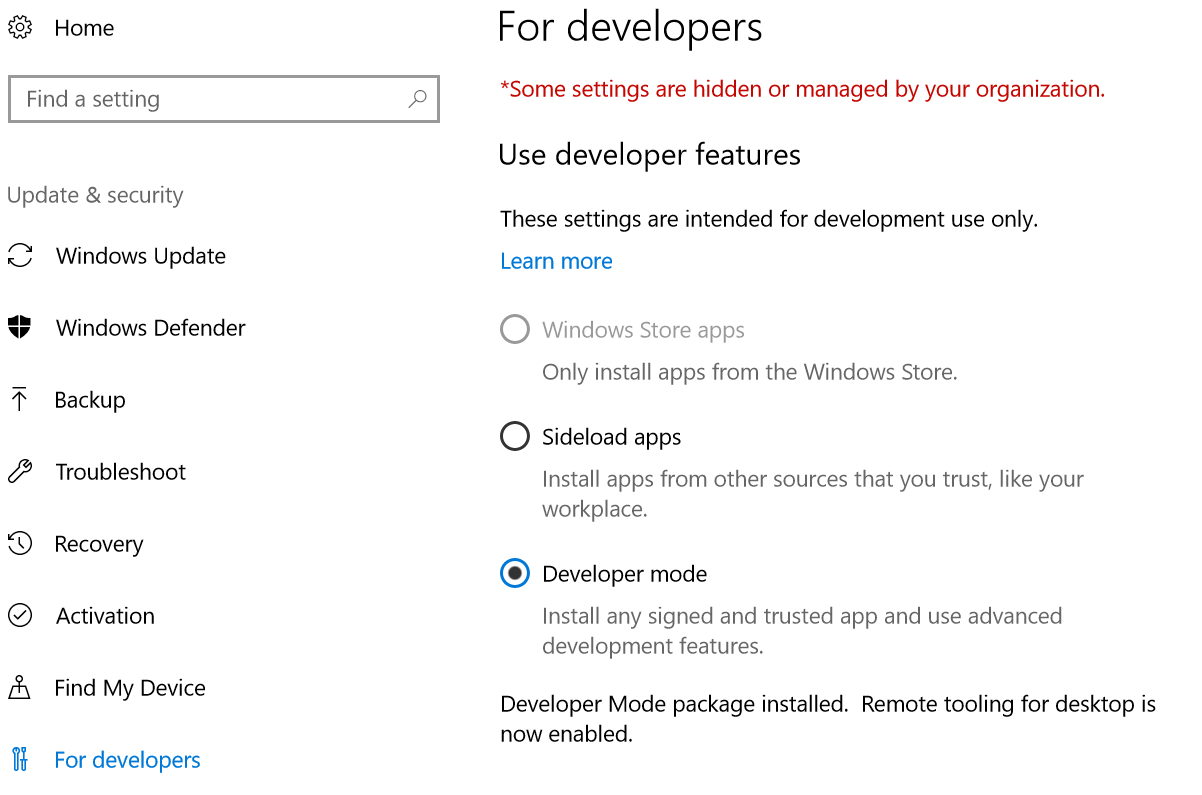 Home
Find a setting
Update & security
Windows Update
Windows Defender
Backup
Troubleshoot
Recovery
Activation
Find My Device
For developers
For developers
*Some settings are hidden or managed by your organization.
Use developer features
These settings are intended for development use only.
Learn more
Windows Store apps
Only install apps from the Windows Store.
Sideload apps
Install apps from other sources that you trust, like your
workplace.
Developer mode
Install any signed and trusted app and use advanced
development features.
Developer Mode package installed.  Remote tooling for desktop is
now enabled.